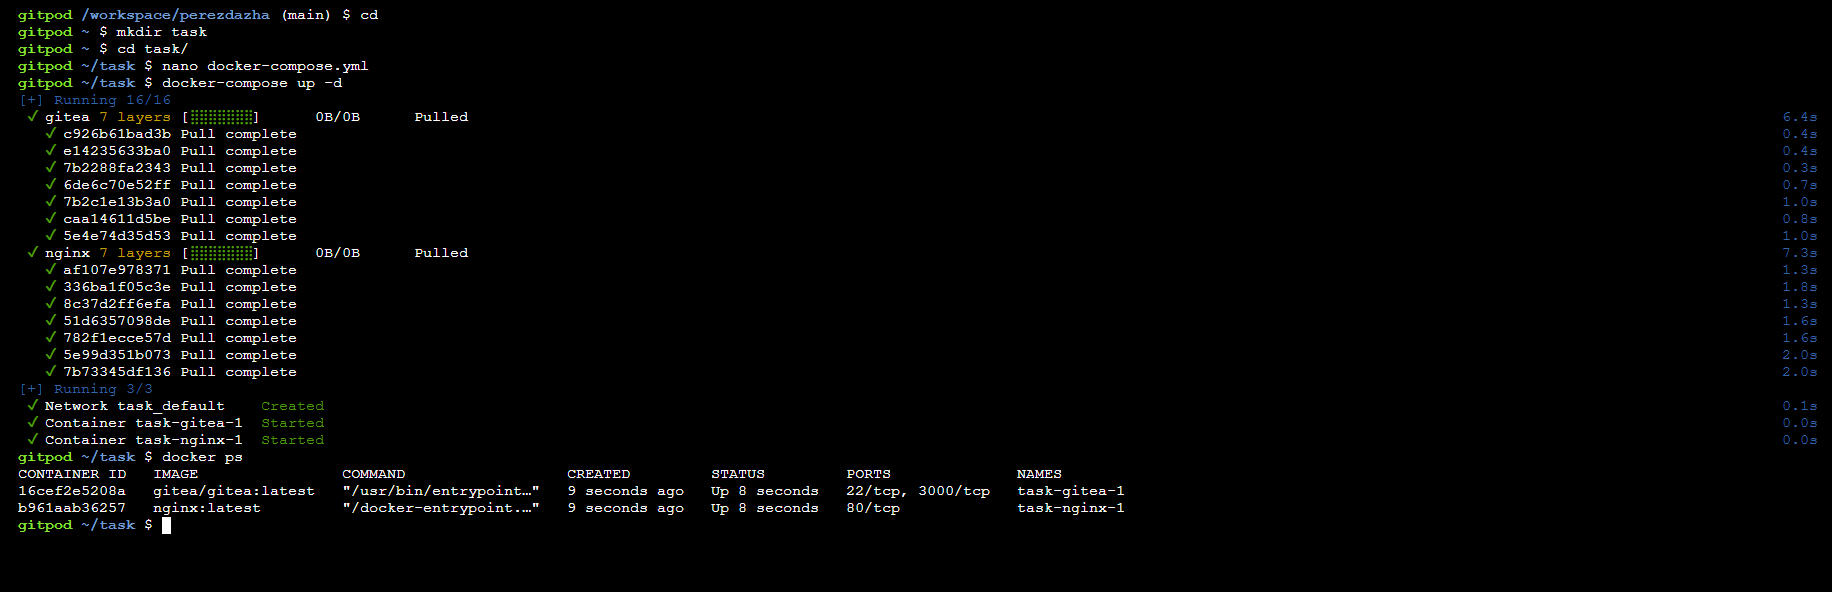 gitpod /workspace/perezdazha (main) $ cd
gitpod ~ $ mkdir task
gitpod ~ $ cd task/
gitpod ~/task $ nano docker-compose.yml
gitpod ~/task $ docker-compose up -d
[+] Running 16/16
✓ gitea 7 layers [⣿⣿⣿⣿⣿⣿⣿] 0B/0B Pulled 6.4s
✓ c926b61bad3b Pull complete 0.4s
✓ e14235633ba0 Pull complete 0.4s
✓ 7b2288fa2343 Pull complete 0.3s
✓ 6de6c70e52ff Pull complete 0.7s
✓ 7b2c1e13b3a0 Pull complete 1.0s
✓ caa14611d5be Pull complete 0.8s
✓ 5e4e74d35d53 Pull complete 1.0s
✓ nginx 7 layers [⣿⣿⣿⣿⣿⣿⣿] 0B/0B Pulled 7.3s
✓ af107e978371 Pull complete 1.3s
✓ 336ba1f05c3e Pull complete 1.8s
✓ 8c37d2ff6efa Pull complete 1.3s
✓ 51d6357098de Pull complete 1.6s
✓ 782f1ecce57d Pull complete 1.6s
✓ 5e99d351b073 Pull complete 2.0s
✓ 7b73345df136 Pull complete 2.0s
[+] Running 3/3
✓ Network task_default Created 0.1s
✓ Container task-gitea-1 Started 0.0s
✓ Container task-nginx-1 Started 0.0s
gitpod ~/task $ docker ps
CONTAINER ID IMAGE COMMAND CREATED STATUS PORTS NAMES
16cef2e5208a gitea/gitea:latest "/usr/bin/entrypoint…" 9 seconds ago Up 8 seconds 22/tcp, 3000/tcp task-gitea-1
b961aab36257 nginx:latest "/docker-entrypoint.…" 9 seconds ago Up 8 seconds 80/tcp task-nginx-1
gitpod ~/task $